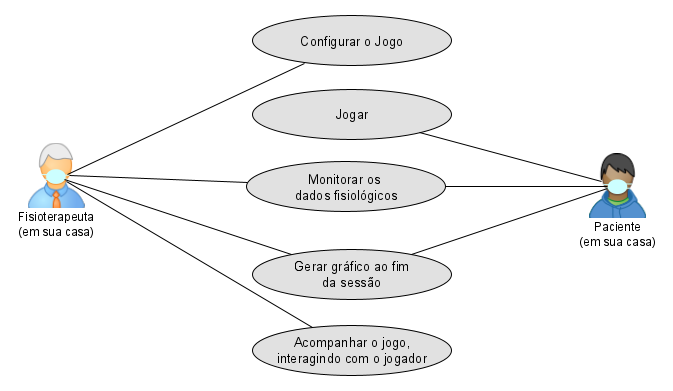 Configurar o Jogo
Jogar
Monitorar os
dados fisiológicos
Fisioterapeuta
(em sua casa)
Paciente
(em sua casa)
Gerar gráfico ao fim
da sessão
Acompanhar o jogo,
interagindo com o jogador